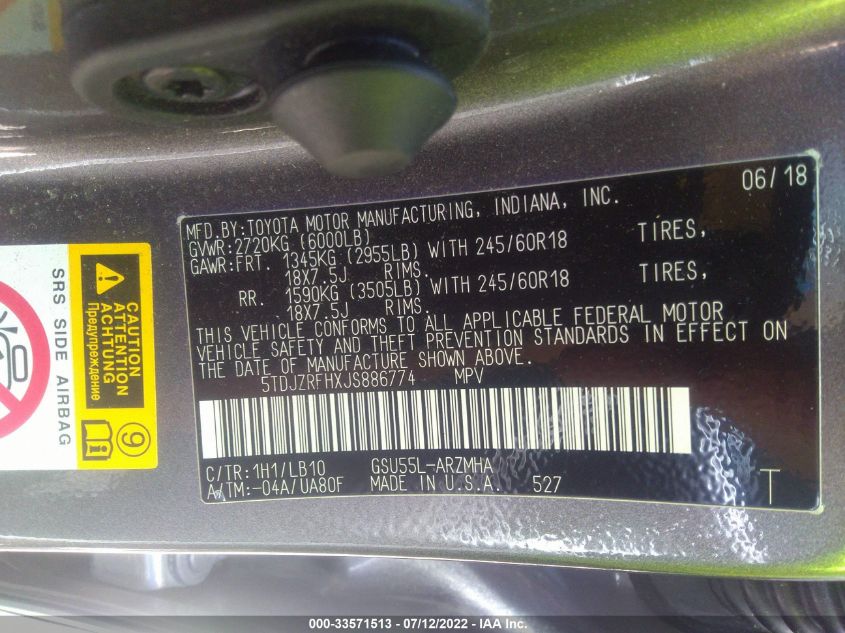 06/18
MFD.BY:TOYOTA MOTOR MANUFACTURING, INDIANA, INC.
GVWR:2720KG (6000LB)
GAWR:FRT. 1345KG (2955LB) WITH 245/60R18 TIRES,
18X7.5J RIMS.
RR. 1590KG (3505LB) WITH 245/60R18 TIRES,
18X7.5J RIMS.
THIS VEHICLE CONFORMS TO ALL APPLICABLE FEDERAL MOTOR
VEHICLE SAFETY AND THEFT PREVENTION STANDARDS IN EFFECT ON
THE DATE OF MANUFACTURE SHOWN ABOVE.
5TDJZRFHXJS886774 MPV
C/TR:1H1/LB10 GSU55L-ARZMHA
A/TM:-04A/UA80F MADE IN U.S.A. 527 T
SRS SIDE AIRBAG
CAUTION
ATTENTION
ACHTUNG
Предупреждение
9
000-33571513 - 07/12/2022 - IAA Inc.